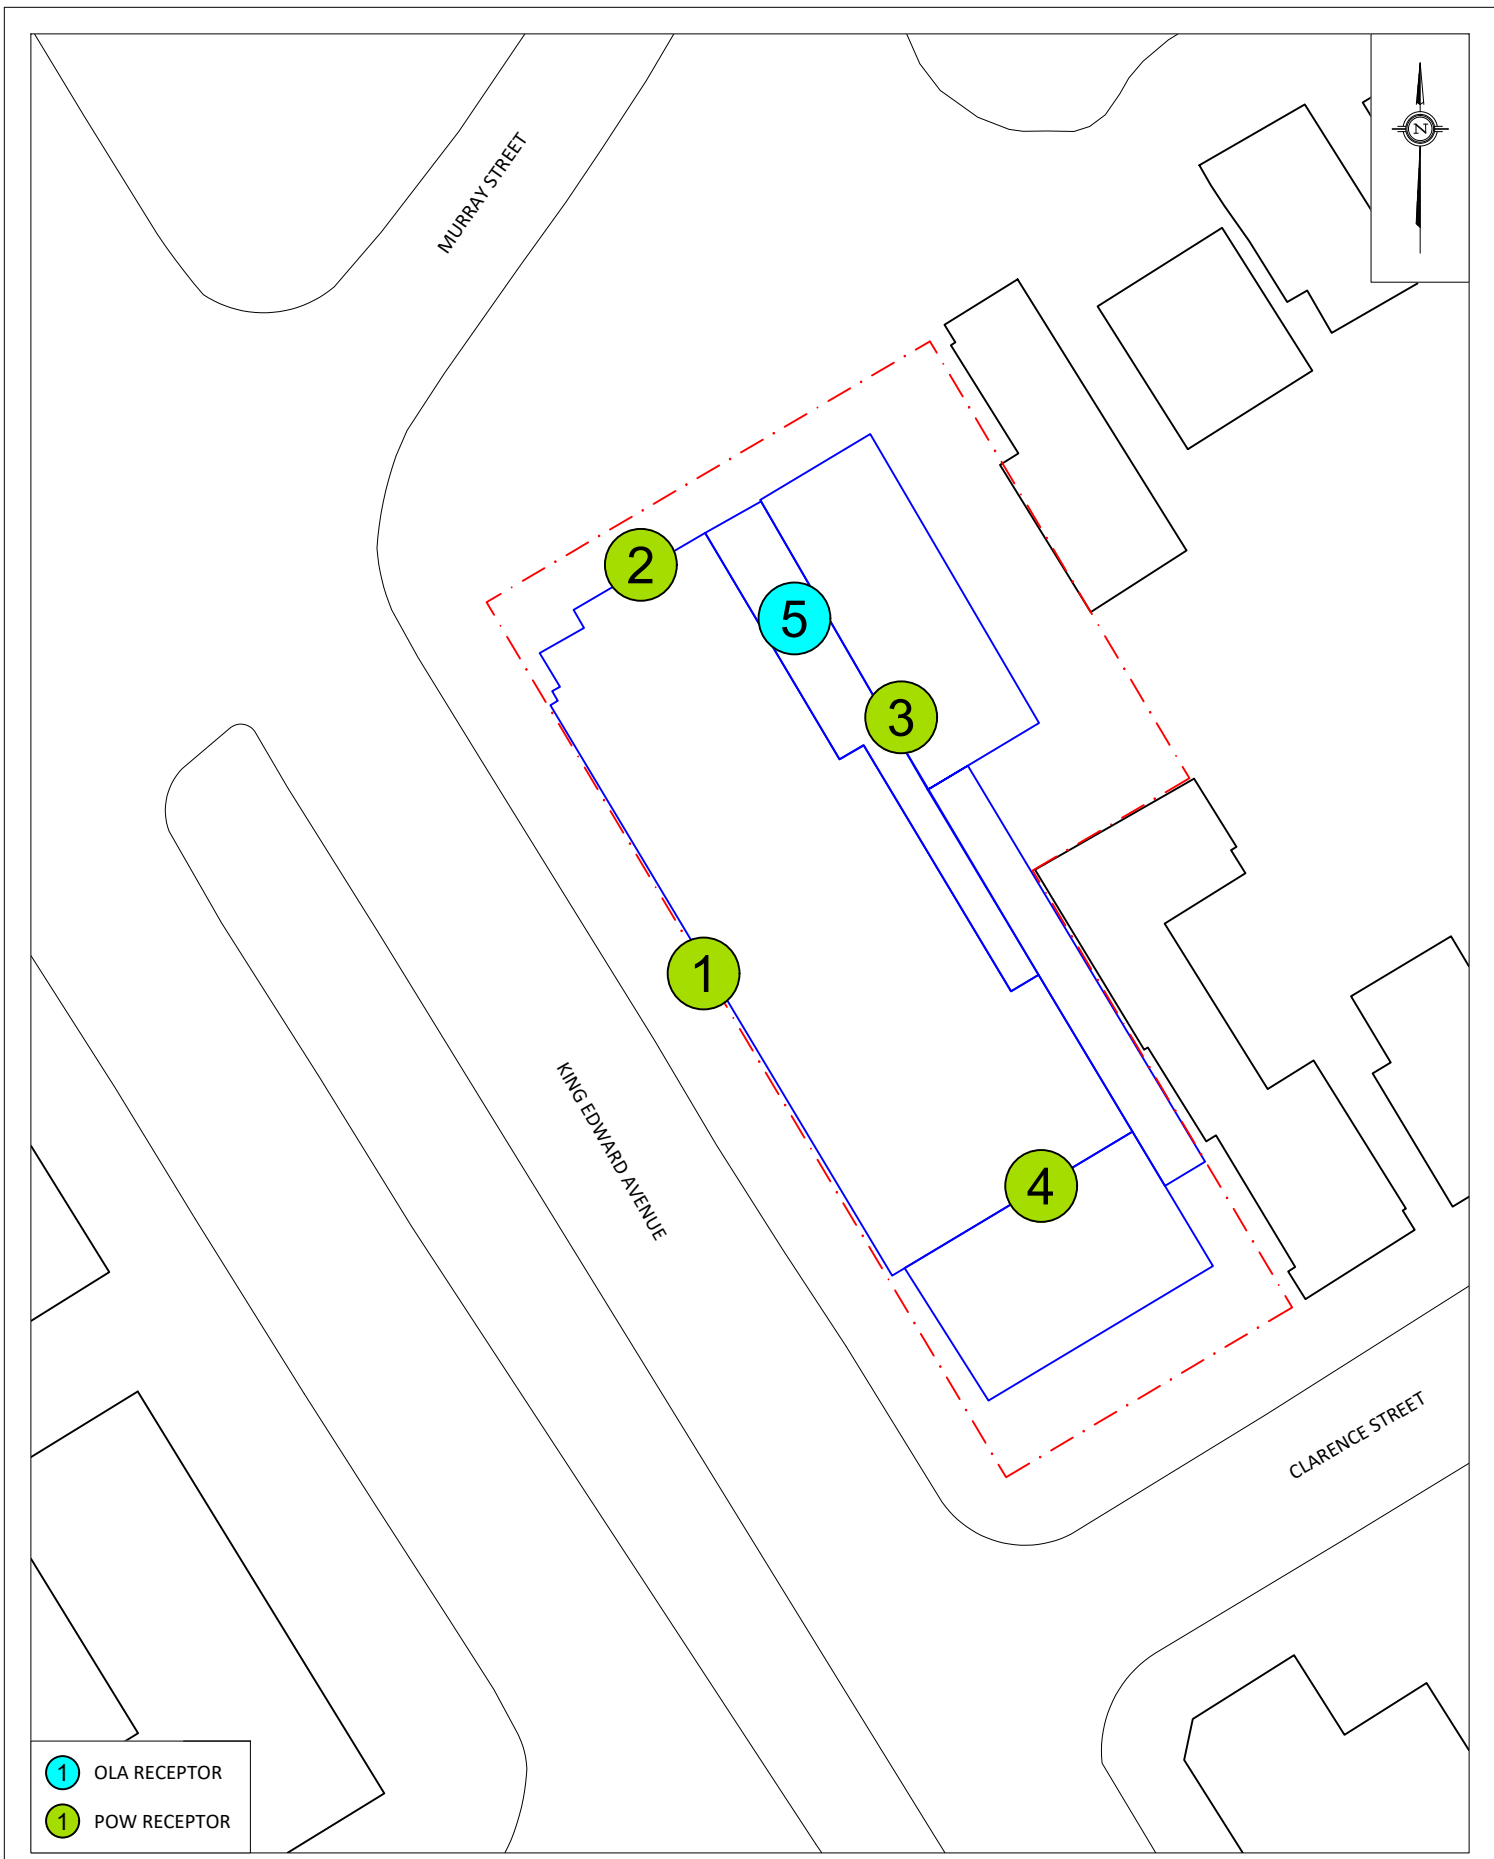 MURRAY STREET
N
2
5
3
1
KING EDWARD AVENUE
4
CLARENCE STREET
1 OLA RECEPTOR
1 POW RECEPTOR